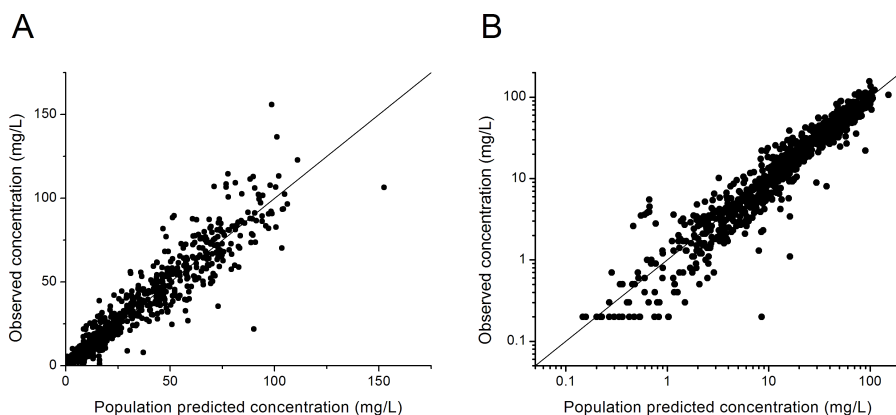 A
B
Observed concentration (mg/L)
150
100
50
0
0 50 100 150
Population predicted concentration (mg/L)
Observed concentration (mg/L)
100
10
1
0.1
0.1 1 10 100
Population predicted concentration (mg/L)